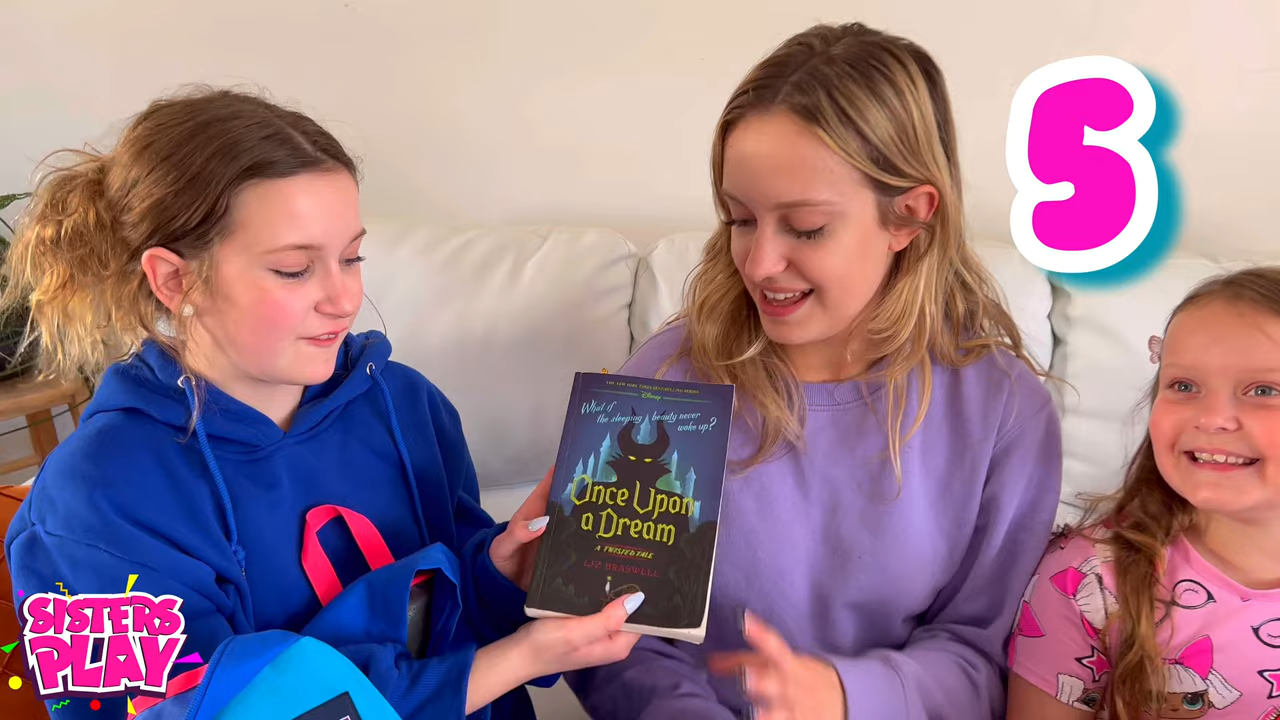 5
THE NEW YORK TIMES BESTSELLING SERIES
Disney
What if
the sleeping beauty never
woke up?
Once Upon
a Dream
A TWISTED TALE
LIZ BRASWELL
SISTERS
PLAY